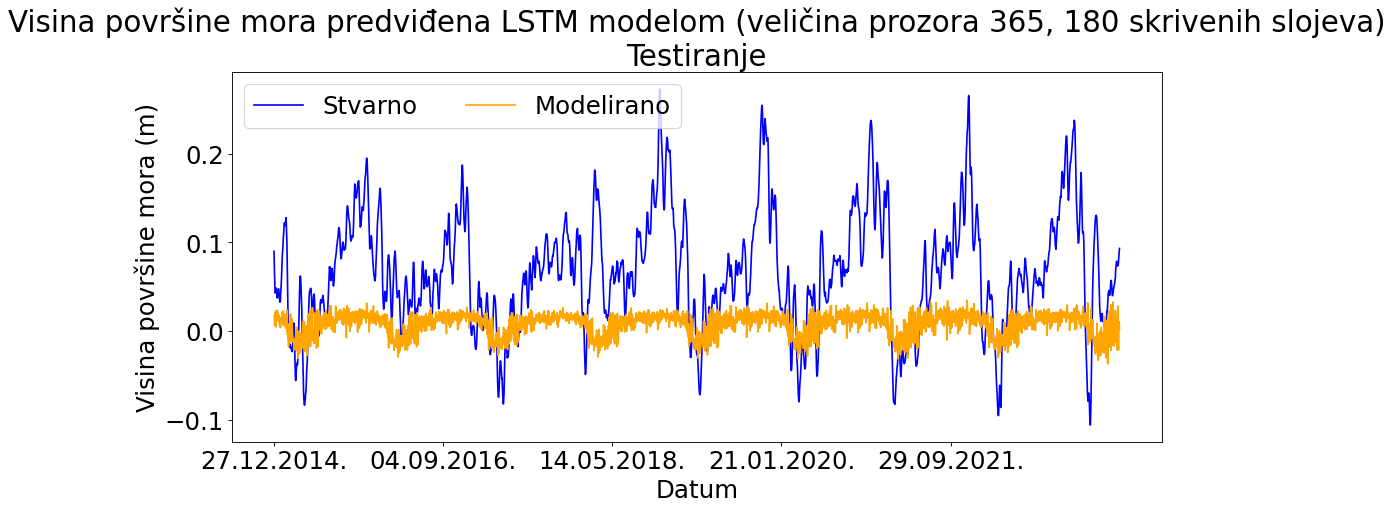 Visina površine mora predviđena LSTM modelom (veličina prozora 365, 180 skrivenih slojeva)
Testiranje
Stvarno Modelirano
Visina površine mora (m)
0.2
0.1
0.0
−0.1
27.12.2014. 04.09.2016. 14.05.2018. 21.01.2020. 29.09.2021.
Datum